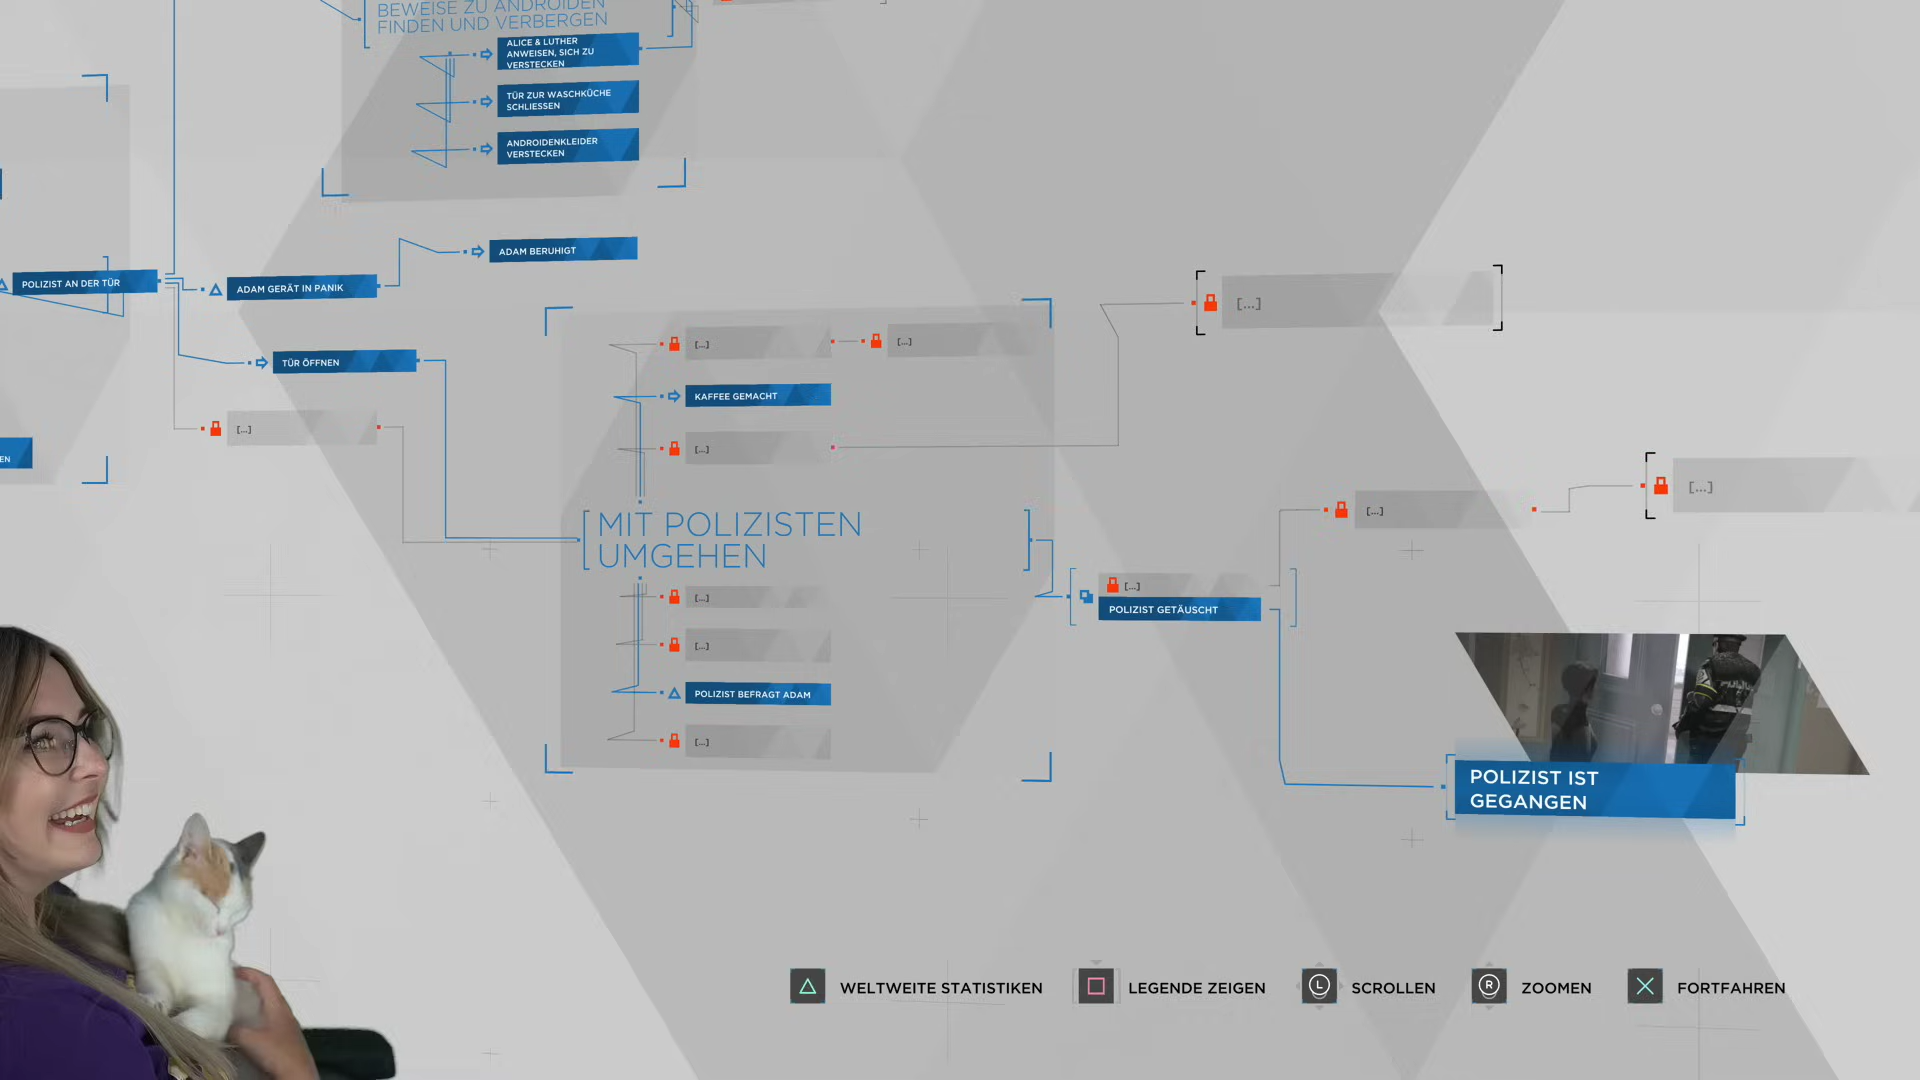 BEWEISE ZU ANDROIDEN
FINDEN UND VERBERGEN
ALICE & LUTHER
ANWEISEN, SICH ZU
VERSTECKEN
TÜR ZUR WASCHKÜCHE
SCHLIESSEN
ANDROIDENKLEIDER
VERSTECKEN
ADAM BERUHIGT
POLIZIST AN DER TÜR
ADAM GERÄT IN PANIK
[...]
[...]
[...]
TÜR ÖFFNEN
KAFFEE GEMACHT
[...]
[...]
EN
[...]
[...]
MIT POLIZISTEN
UMGEHEN
[...]
[...]
POLIZIST GETÄUSCHT
[...]
POLIZIST BEFRAGT ADAM
[...]
POLICE
POLIZIST IST
GEGANGEN
WELTWEITE STATISTIKEN
LEGENDE ZEIGEN
L
SCROLLEN
R
ZOOMEN
FORTFAHREN